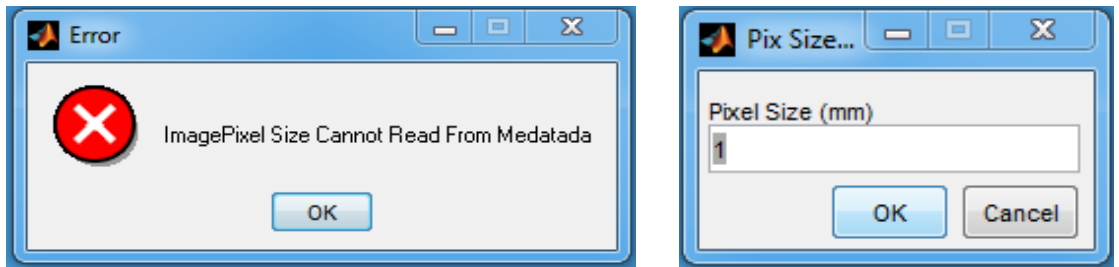 Error
ImagePixel Size Cannot Read From Medatada
OK
Pix Size...
Pixel Size (mm)
1
OK
Cancel